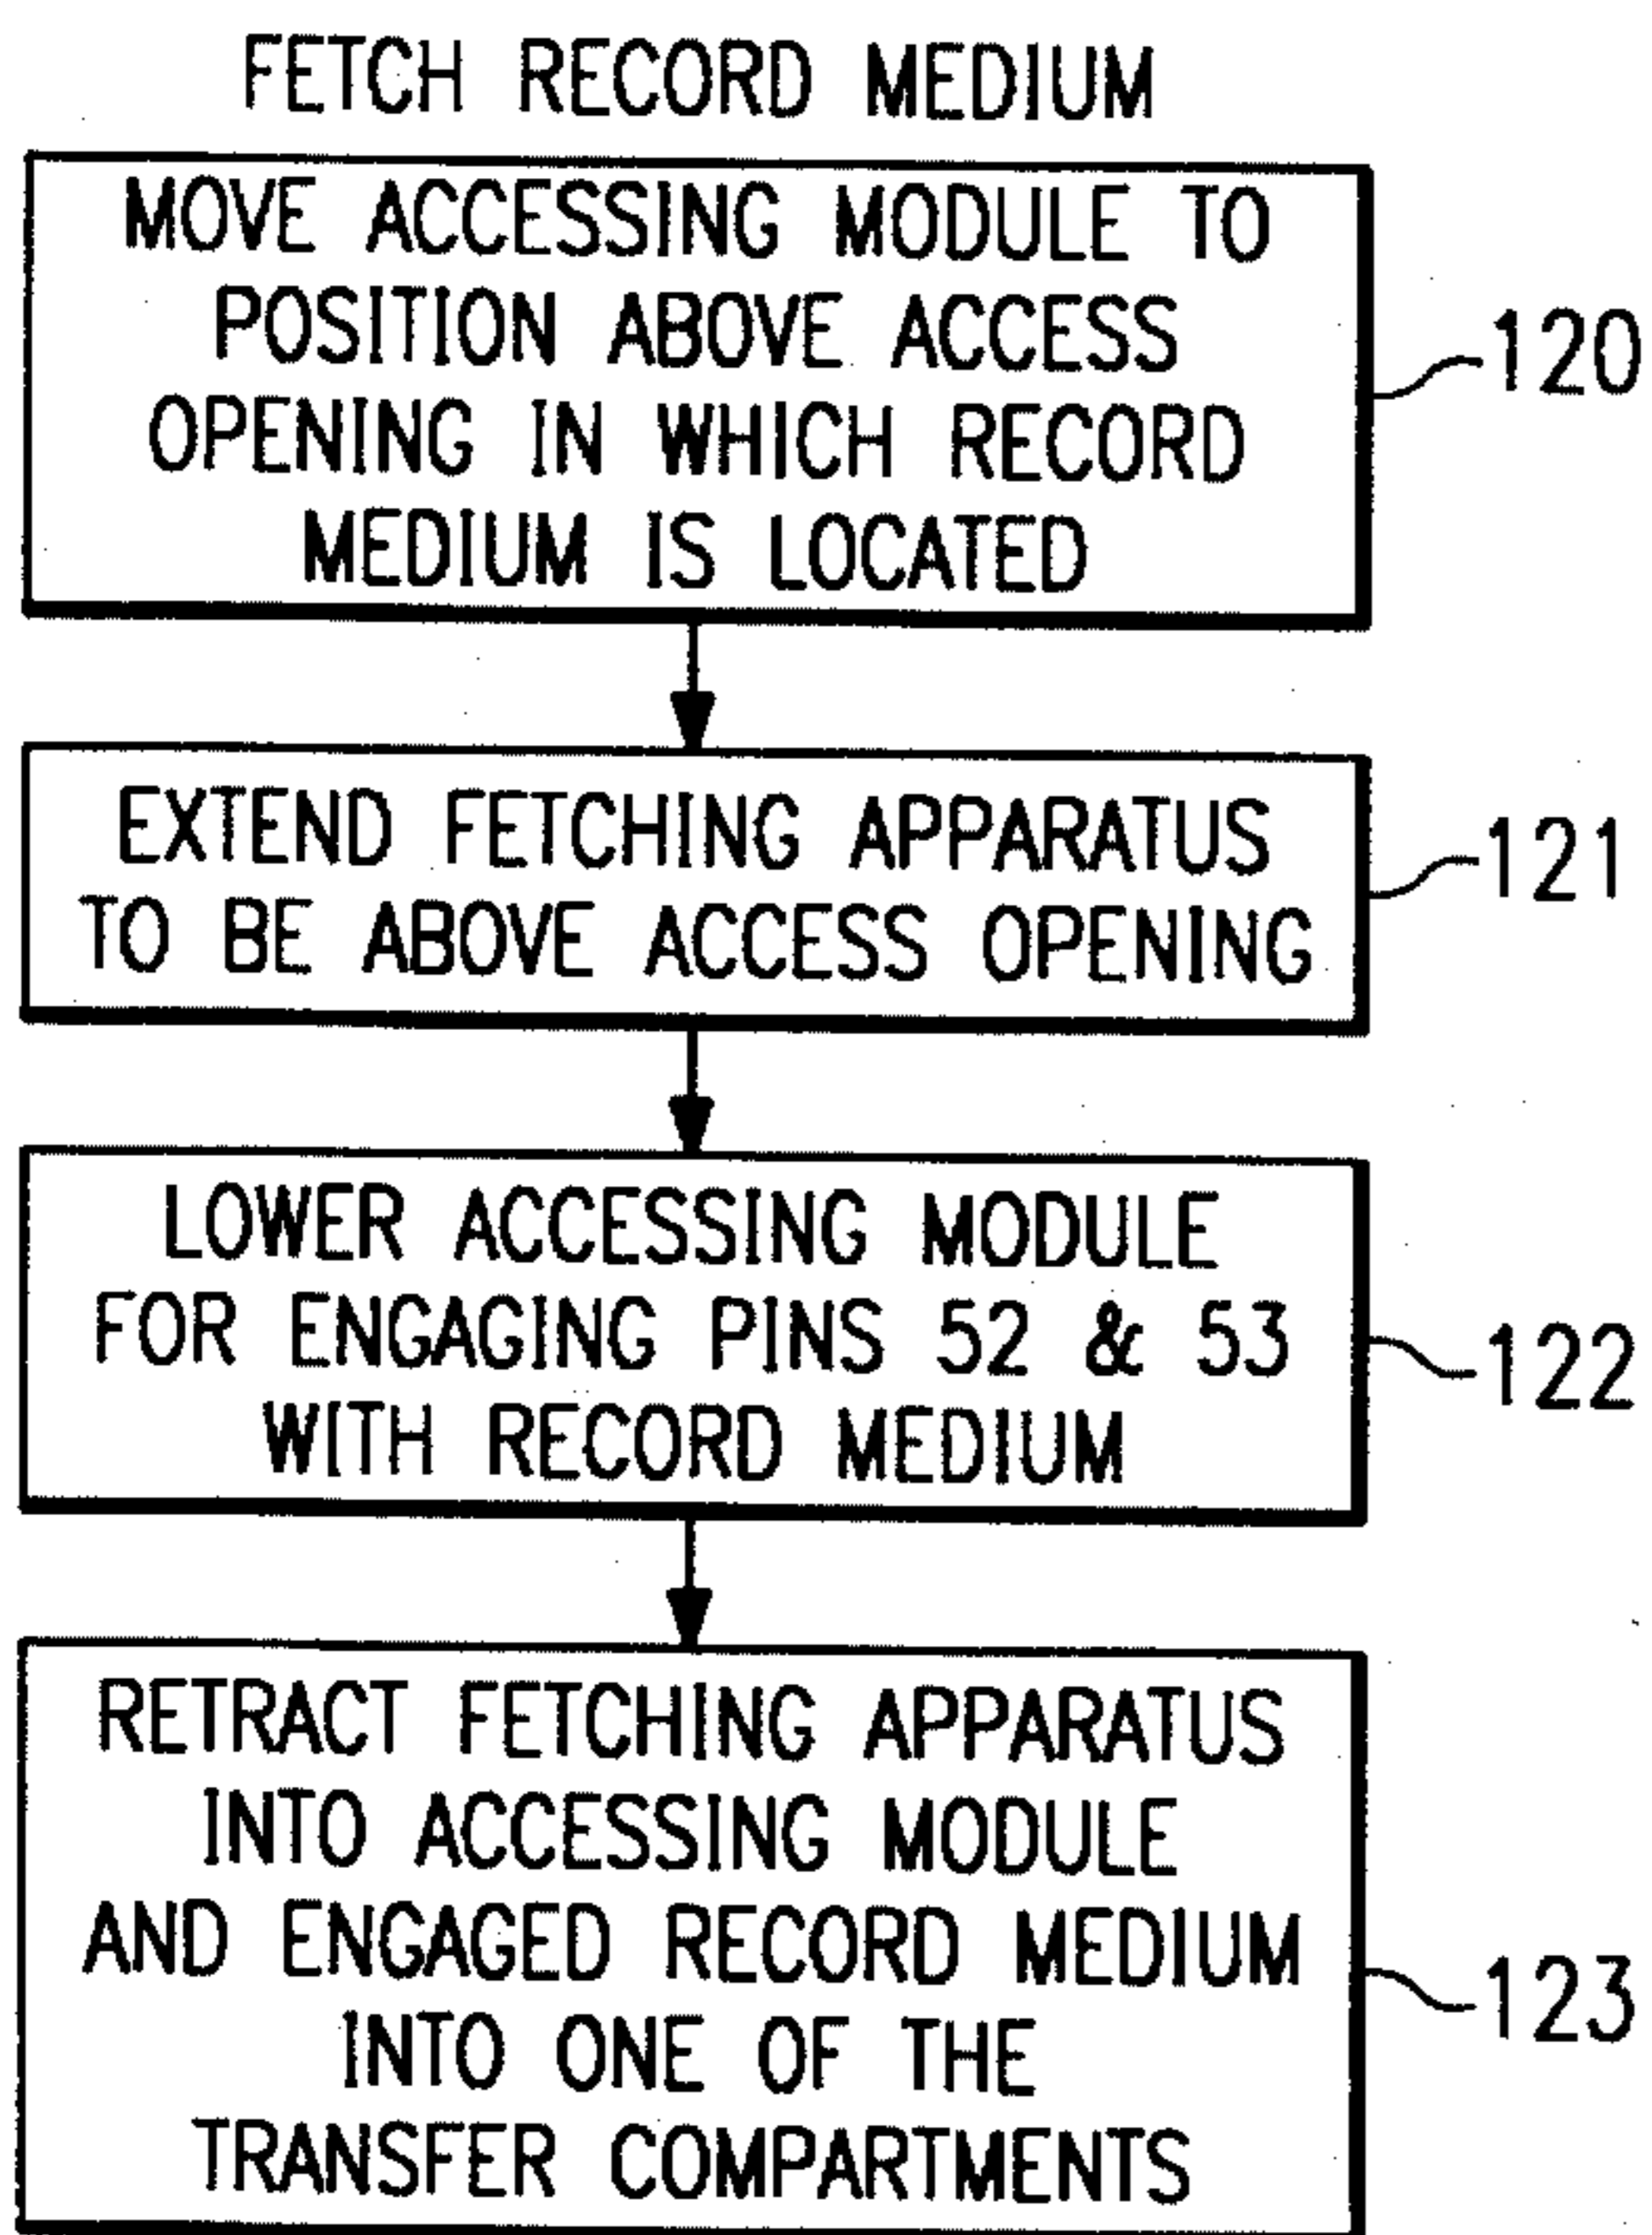 FETCH RECORD MEDIUM
MOVE ACCESSING MODULE TO
POSITION ABOVE ACCESS
OPENING IN WHICH RECORD
MEDIUM IS LOCATED
120
EXTEND FETCHING APPARATUS
TO BE ABOVE ACCESS OPENING
121
LOWER ACCESSING MODULE
FOR ENGAGING PINS 52 & 53
WITH RECORD MEDIUM
122
RETRACT FETCHING APPARATUS
INTO ACCESSING MODULE
AND ENGAGED RECORD MEDIUM
INTO ONE OF THE
TRANSFER COMPARTMENTS
123